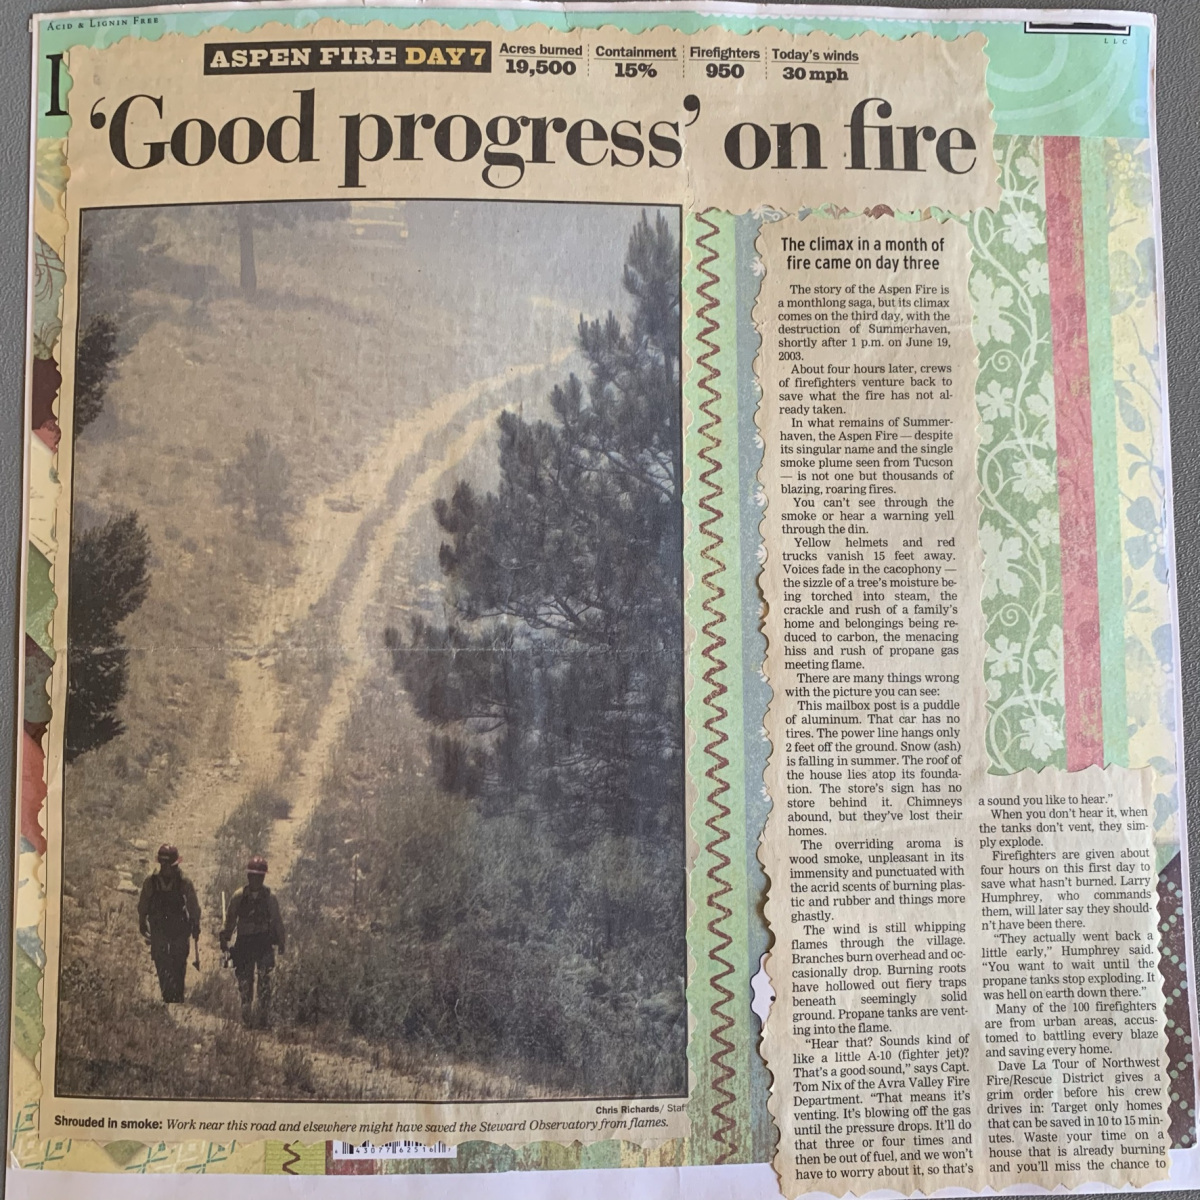 ACID & LIGNIN FREE
LLC
ASPEN FIRE DAY 7
Acres burned
19,500
Containment
15%
Firefighters
950
Today's winds
30 mph
'Good progress' on fire
Chris Richards/ Staf
Shrouded in smoke: Work near this road and elsewhere might have saved the Steward Observatory from flames.
The climax in a month of
fire came on day three
The story of the Aspen Fire is
a monthlong saga, but its climax
comes on the third day, with the
destruction of Summerhaven,
shortly after 1 p.m. on June 19,
2003.
About four hours later, crews
of firefighters venture back to
save what the fire has not al-
ready taken.
In what remains of Summer-
haven, the Aspen Fire — despite
its singular name and the single
smoke plume seen from Tucson
— is not one but thousands of
blazing, roaring fires.
You can't see through the
smoke or hear a warning yell
through the din.
Yellow helmets and red
trucks vanish 15 feet away.
Voices fade in the cacophony —
the sizzle of a tree's moisture be-
ing torched into steam, the
crackle and rush of a family's
home and belongings being re-
duced to carbon, the menacing
hiss and rush of propane gas
meeting flame.
There are many things wrong
with the picture you can see:
This mailbox post is a puddle
of aluminum. That car has no
tires. The power line hangs only
2 feet off the ground. Snow (ash)
is falling in summer. The roof of
the house lies atop its founda-
tion. The store's sign has no
store behind it. Chimneys
abound, but they've lost their
homes.
The overriding aroma is
wood smoke, unpleasant in its
immensity and punctuated with
the acrid scents of burning plas-
tic and rubber and things more
ghastly.
The wind is still whipping
flames through the village.
Branches burn overhead and oc-
casionally drop. Burning roots
have hollowed out fiery traps
beneath seemingly solid
ground. Propane tanks are vent-
ing into the flame.
"Hear that? Sounds kind of
like a little A-10 (fighter jet)?
That's a good sound," says Capt.
Tom Nix of the Avra Valley Fire
Department. "That means it's
venting. It's blowing off the gas
until the pressure drops. It'll do
that three or four times and
then be out of fuel, and we won't
have to worry about it, so that's
a sound you like to hear."
When you don't hear it, when
the tanks don't vent, they sim-
ply explode.
Firefighters are given about
four hours on this first day to
save what hasn't burned. Larry
Humphrey, who commands
them, will later say they should-
n't have been there.
"They actually went back a
little early," Humphrey said.
"You want to wait until the
propane tanks stop exploding. It
was hell on earth down there."
Many of the 100 firefighters
are from urban areas, accus-
tomed to battling every blaze
and saving every home.
Dave La Tour of Northwest
Fire/Rescue District gives a
grim order before his crew
drives in: Target only homes
that can be saved in 10 to 15 min-
utes. Waste your time on a
house that is already burning
and you'll miss the chance to